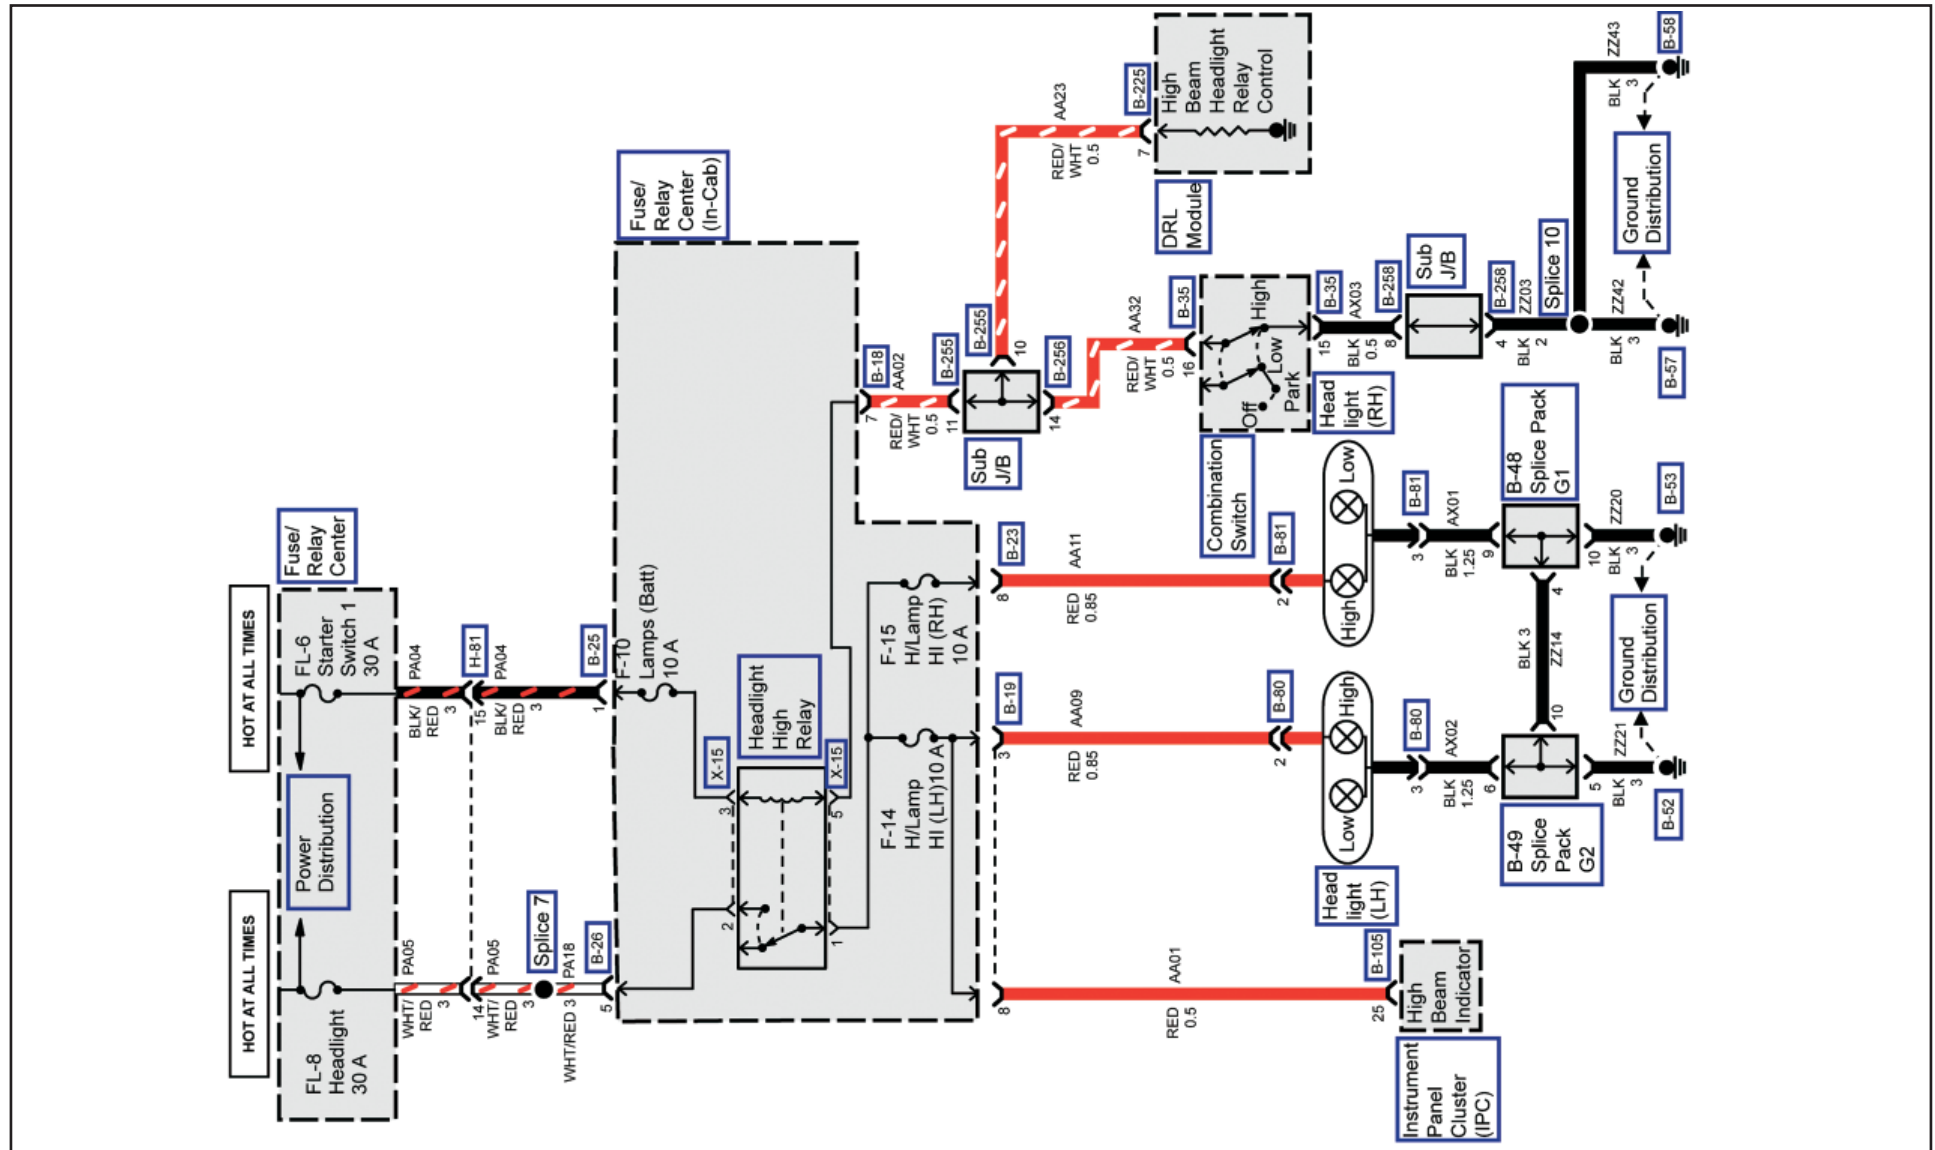 HOT AT ALL TIMES
HOT AT ALL TIMES
FL-8
Headlight
30 A
Power
Distribution
FL-6
Starter
Switch 1
30 A
Fuse/
Relay
Center
WHT/
RED
3
PA05
14
WHT/
RED
3
PA05
Splice 7
WHT/RED 3
PA18
5
B-26
BLK/
RED
3
PA04
15
H-81
BLK/
RED
3
PA04
1
B-25
Fuse/
Relay
Center
(In-Cab)
F-10
Lamps (Batt)
10 A
2
3
X-15
Headlight
High
Relay
1
5
X-15
F-14
H/Lamp
HI (LH)10 A
F-15
H/Lamp
HI (RH)
10 A
7
B-18
RED/
WHT
0.5
AA02
11
B-255
Sub
J/B
10
B-255
14
B-256
RED/
WHT
0.5
AA23
7
B-225
High
Beam
Headlight
Relay
Control
DRL
Module
RED/
WHT
0.5
AA32
16
B-35
Off
Park
Low
High
Combination
Switch
15
B-35
BLK
0.5
AX03
8
B-258
Sub
J/B
4
B-258
BLK
2
ZZ03
Splice 10
BLK
3
ZZ42
B-57
BLK
3
ZZ43
B-58
Ground
Distribution
8
RED
0.5
AA01
25
B-105
High
Beam
Indicator
Instrument
Panel
Cluster
(IPC)
3
B-19
RED
0.85
AA09
2
B-80
Low
High
Head
light
(LH)
3
B-80
BLK
1.25
AX02
6
B-49
Splice
Pack
G2
10
5
BLK
3
ZZ21
B-52
8
B-23
RED
0.85
AA11
2
B-81
High
Low
Head
light
(RH)
3
B-81
BLK
1.25
AX01
9
B-48
Splice Pack
G1
4
BLK 3
ZZ14
10
BLK
3
ZZ20
B-53
Ground
Distribution